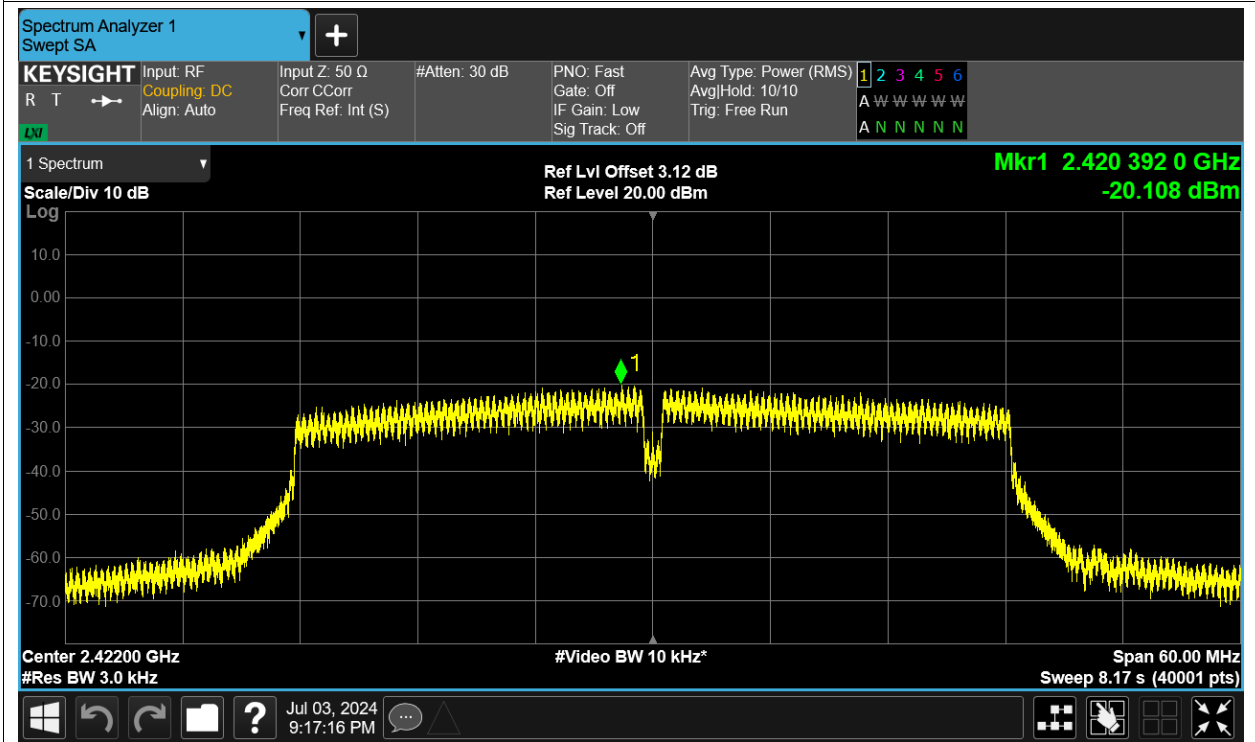 Spectrum Analyzer 1
Swept SA
+
KEYSIGHT
R T
LXI
Input: RF
Coupling: DC
Align: Auto
Input Z: 50 Ω
Corr CCorr
Freq Ref: Int (S)
#Atten: 30 dB
PNO: Fast
Gate: Off
IF Gain: Low
Sig Track: Off
Avg Type: Power (RMS)
Avg|Hold: 10/10
Trig: Free Run
1 2 3 4 5 6
A W W W W W
A N N N N N
1 Spectrum
Scale/Div 10 dB
Log
Ref Lvl Offset 3.12 dB
Ref Level 20.00 dBm
Mkr1 2.420 392 0 GHz
-20.108 dBm
10.0
0.00
-10.0
-20.0
-30.0
-40.0
-50.0
-60.0
-70.0
1
Center 2.42200 GHz
#Res BW 3.0 kHz
#Video BW 10 kHz*
Span 60.00 MHz
Sweep 8.17 s (40001 pts)
?
Jul 03, 2024
9:17:16 PM